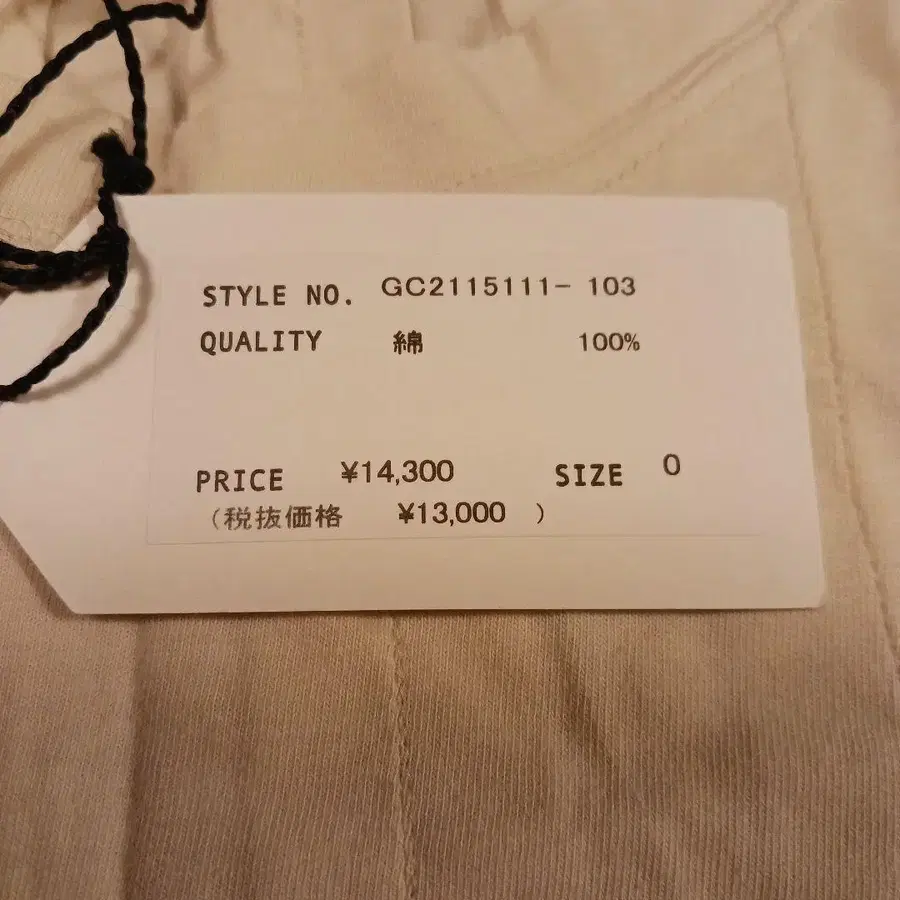 STYLE NO. GC2115111- 103
QUALITY 綿 100%
PRICE ¥14,300 SIZE 0
(税抜価格 ¥13,000 )